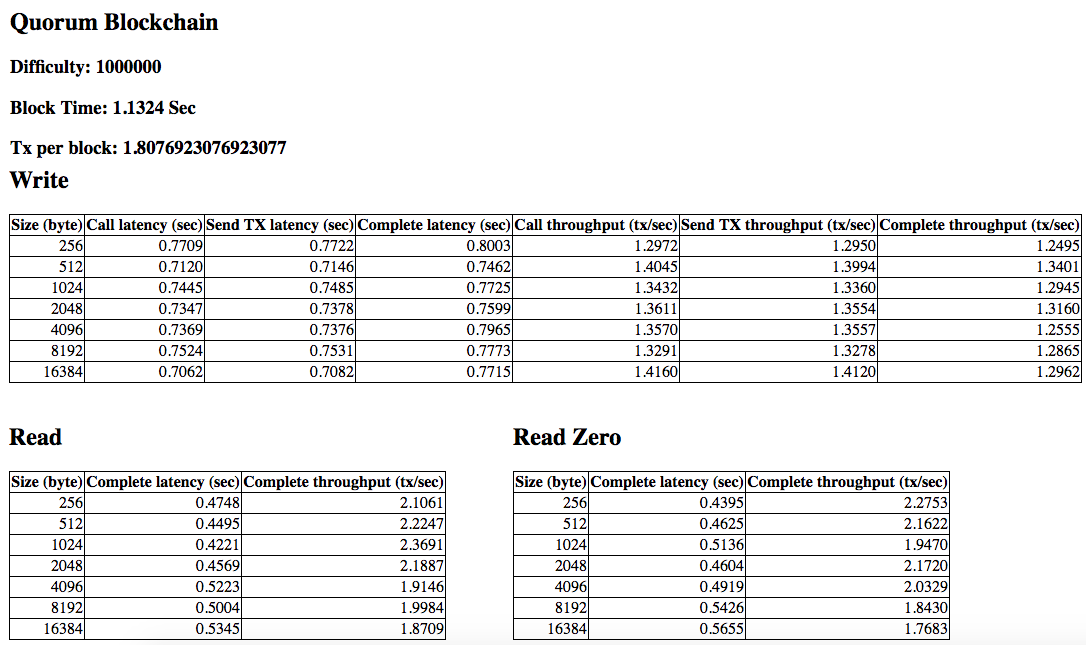 Quorum Blockchain
Difficulty: 1000000
Block Time: 1.1324 Sec
Tx per block: 1.8076923076923077
Write
Size (byte) Call latency (sec) Send TX latency (sec) Complete latency (sec) Call throughput (tx/sec) Send TX throughput (tx/sec) Complete throughput (tx/sec)
256 0.7709 0.7722 0.8003 1.2972 1.2950 1.2495
512 0.7120 0.7146 0.7462 1.4045 1.3994 1.3401
1024 0.7445 0.7485 0.7725 1.3432 1.3360 1.2945
2048 0.7347 0.7378 0.7599 1.3611 1.3554 1.3160
4096 0.7369 0.7376 0.7965 1.3570 1.3557 1.2555
8192 0.7524 0.7531 0.7773 1.3291 1.3278 1.2865
16384 0.7062 0.7082 0.7715 1.4160 1.4120 1.2962
Read
Size (byte) Complete latency (sec) Complete throughput (tx/sec)
256 0.4748 2.1061
512 0.4495 2.2247
1024 0.4221 2.3691
2048 0.4569 2.1887
4096 0.5223 1.9146
8192 0.5004 1.9984
16384 0.5345 1.8709
Read Zero
Size (byte) Complete latency (sec) Complete throughput (tx/sec)
256 0.4395 2.2753
512 0.4625 2.1622
1024 0.5136 1.9470
2048 0.4604 2.1720
4096 0.4919 2.0329
8192 0.5426 1.8430
16384 0.5655 1.7683